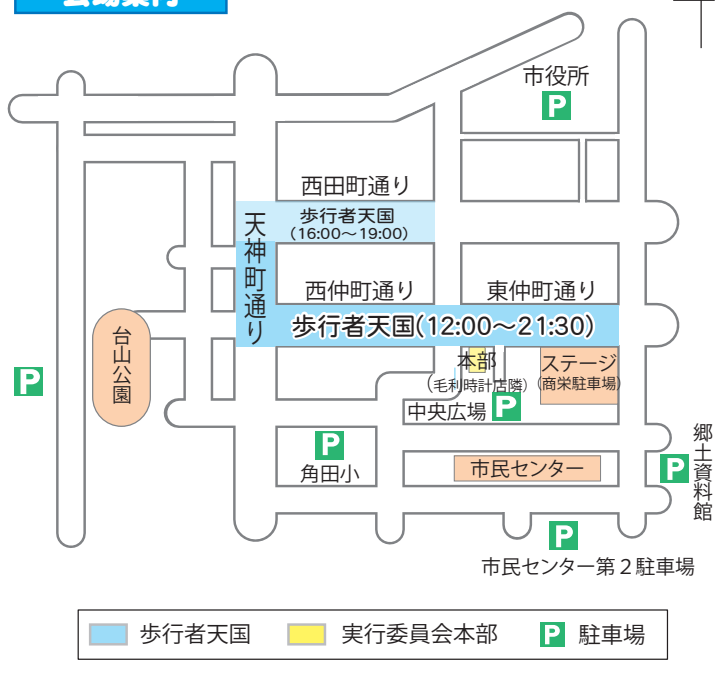 会場案内
市役所
P
西田町通り
歩行者天国
(16:00〜19:00)
天神町通り
西仲町通り
東仲町通り
歩行者天国(12:00〜21:30)
台山公園
P
本部
(毛利時計店隣)
ステージ
(商栄駐車場)
中央広場 P
P
角田小
市民センター
P
郷土資料館
P
市民センター第2駐車場
歩行者天国
実行委員会本部
P 駐車場